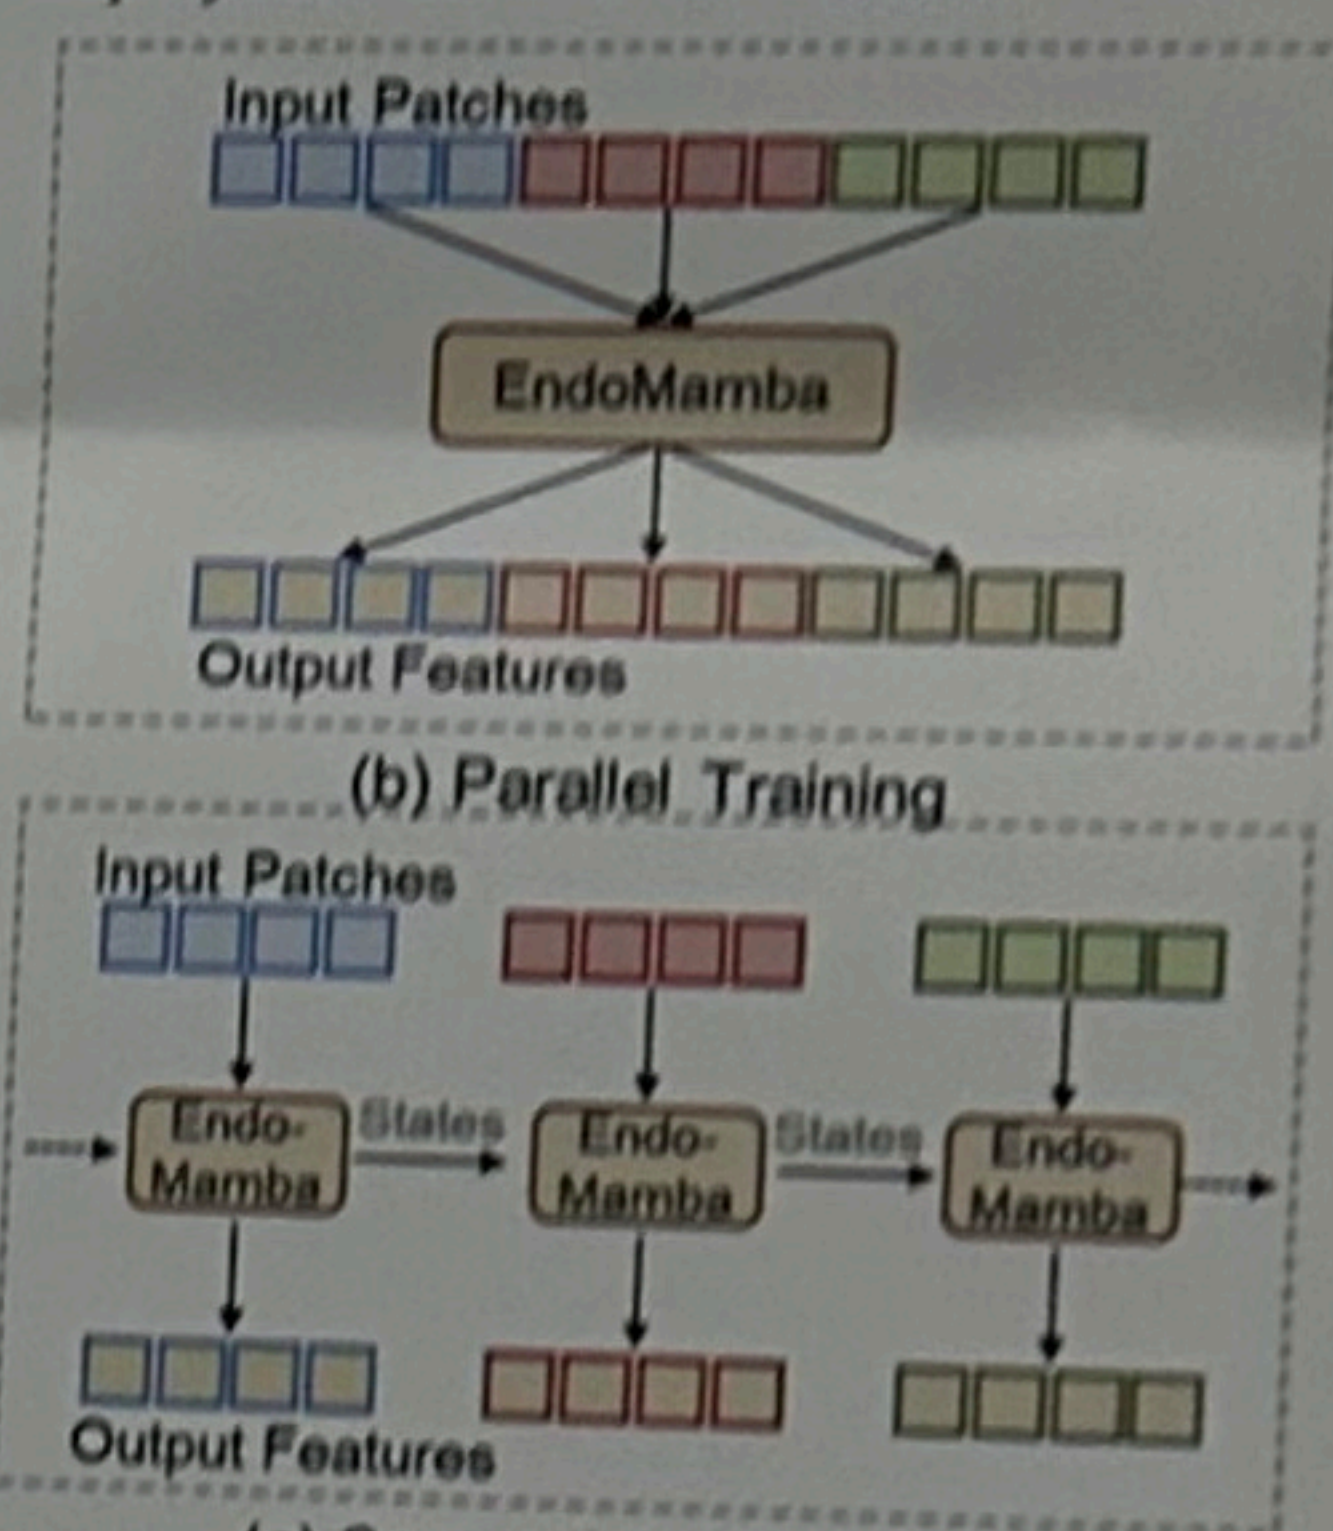 Input Patches
EndoMamba
Output Features
(b) Parallel Training
Input Patches
Endo-
Mamba
States
Endo-
Mamba
States
Endo-
Mamba
Output Features